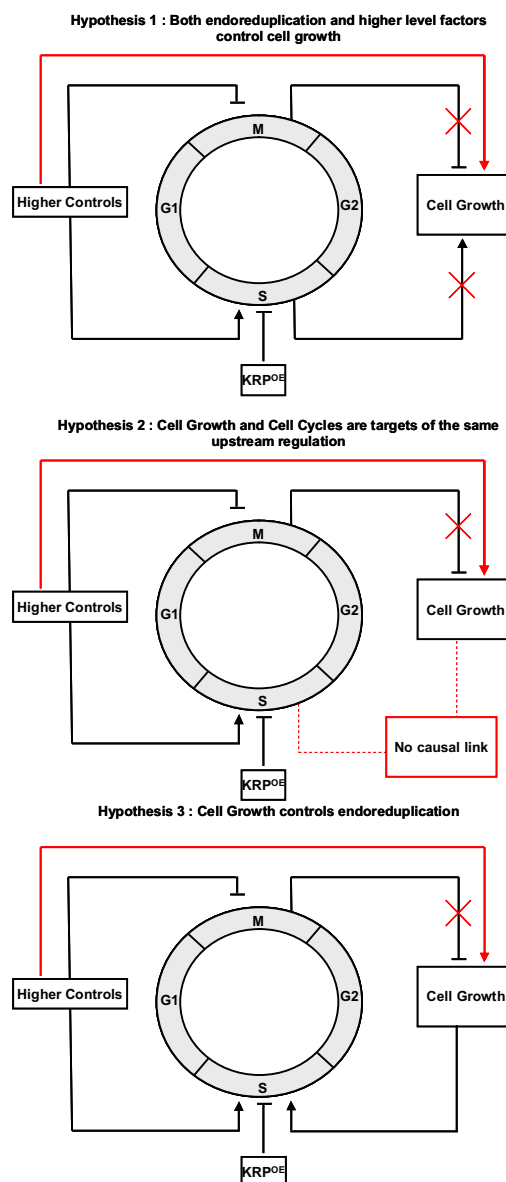 Hypothesis 1 : Both endoreduplication and higher level factors
control cell growth
M
G1
G2
Higher Controls
Cell Growth
S
KRPOE
Hypothesis 2 : Cell Growth and Cell Cycles are targets of the same
upstream regulation
M
G1
G2
Higher Controls
Cell Growth
S
No causal link
KRPOE
Hypothesis 3 : Cell Growth controls endoreduplication
M
G1
G2
Higher Controls
Cell Growth
S
KRPOE